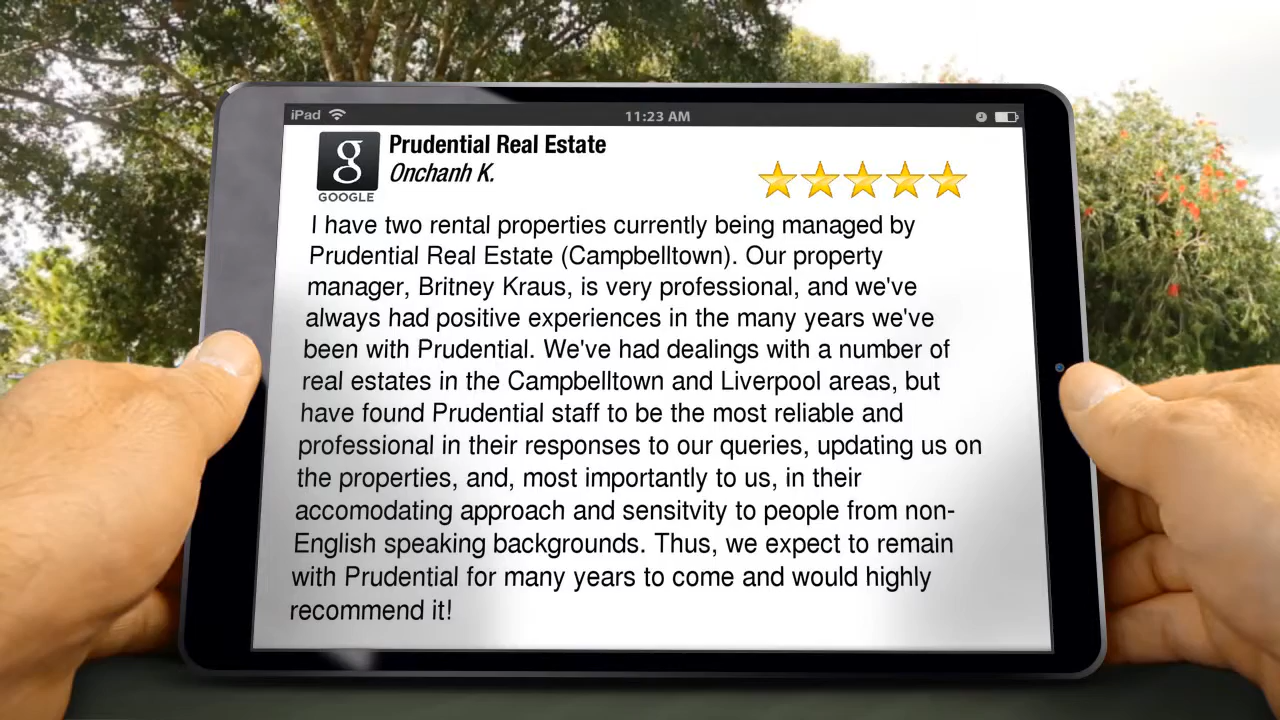 iPad 11:23 AM
g
GOOGLE
Prudential Real Estate
Onchanh K.
I have two rental properties currently being managed by
Prudential Real Estate (Campbelltown). Our property
manager, Britney Kraus, is very professional, and we've
always had positive experiences in the many years we've
been with Prudential. We've had dealings with a number of
real estates in the Campbelltown and Liverpool areas, but
have found Prudential staff to be the most reliable and
professional in their responses to our queries, updating us on
the properties, and, most importantly to us, in their
accomodating approach and sensitvity to people from non-
English speaking backgrounds. Thus, we expect to remain
with Prudential for many years to come and would highly
recommend it!